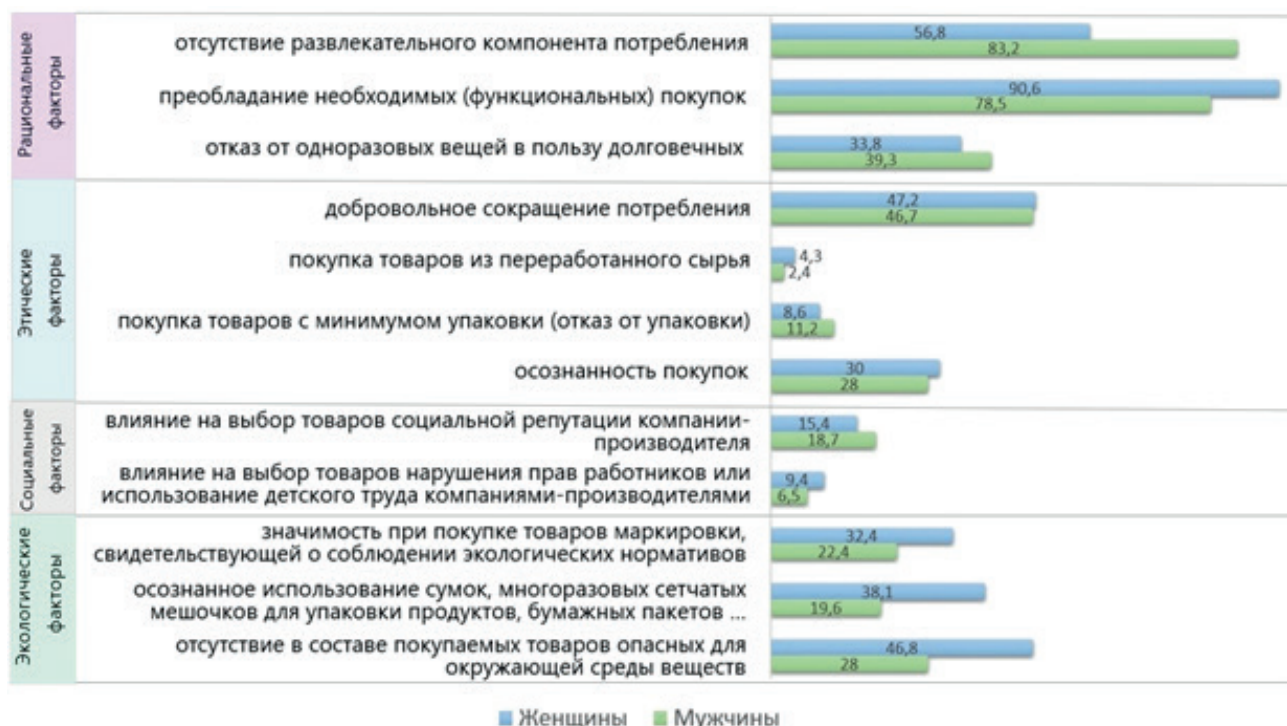 Рациональные
факторы
отсутствие развлекательного компонента потребления
56,8
83,2
преобладание необходимых (функциональных) покупок
90,6
78,5
отказ от одноразовых вещей в пользу долговечных
33,8
39,3
Этические
факторы
добровольное сокращение потребления
47,2
46,7
покупка товаров из переработанного сырья
4,3
2,4
покупка товаров с минимумом упаковки (отказ от упаковки)
8,6
11,2
осознанность покупок
30
28
Социальные
факторы
влияние на выбор товаров социальной репутации компании-
производителя
15,4
18,7
влияние на выбор товаров нарушения прав работников или
использование детского труда компаниями-производителями
9,4
6,5
Экологические
факторы
значимость при покупке товаров маркировки,
свидетельствующей о соблюдении экологических нормативов
32,4
22,4
осознанное использование сумок, многоразовых сетчатых
мешочков для упаковки продуктов, бумажных пакетов ...
38,1
19,6
отсутствие в составе покупаемых товаров опасных для
окружающей среды веществ
46,8
28
Женщины Мужчины